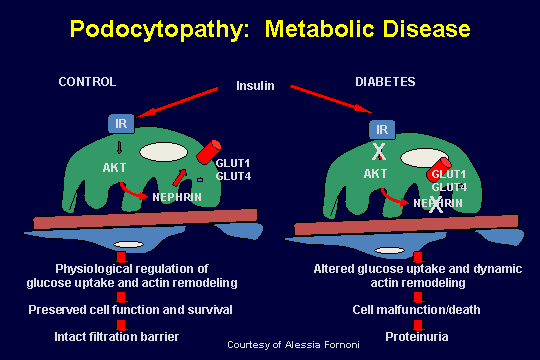 Podocytopathy: Metabolic Disease
CONTROL
Insulin
DIABETES
IR
AKT
GLUT1
GLUT4
NEPHRIN
IR
X
AKT
GLUT1
GLUT4
NEPHRIN
X
Physiological regulation of
glucose uptake and actin remodeling
Preserved cell function and survival
Intact filtration barrier
Altered glucose uptake and dynamic
actin remodeling
Cell malfunction/death
Proteinuria
Courtesy of Alessia Fornoni